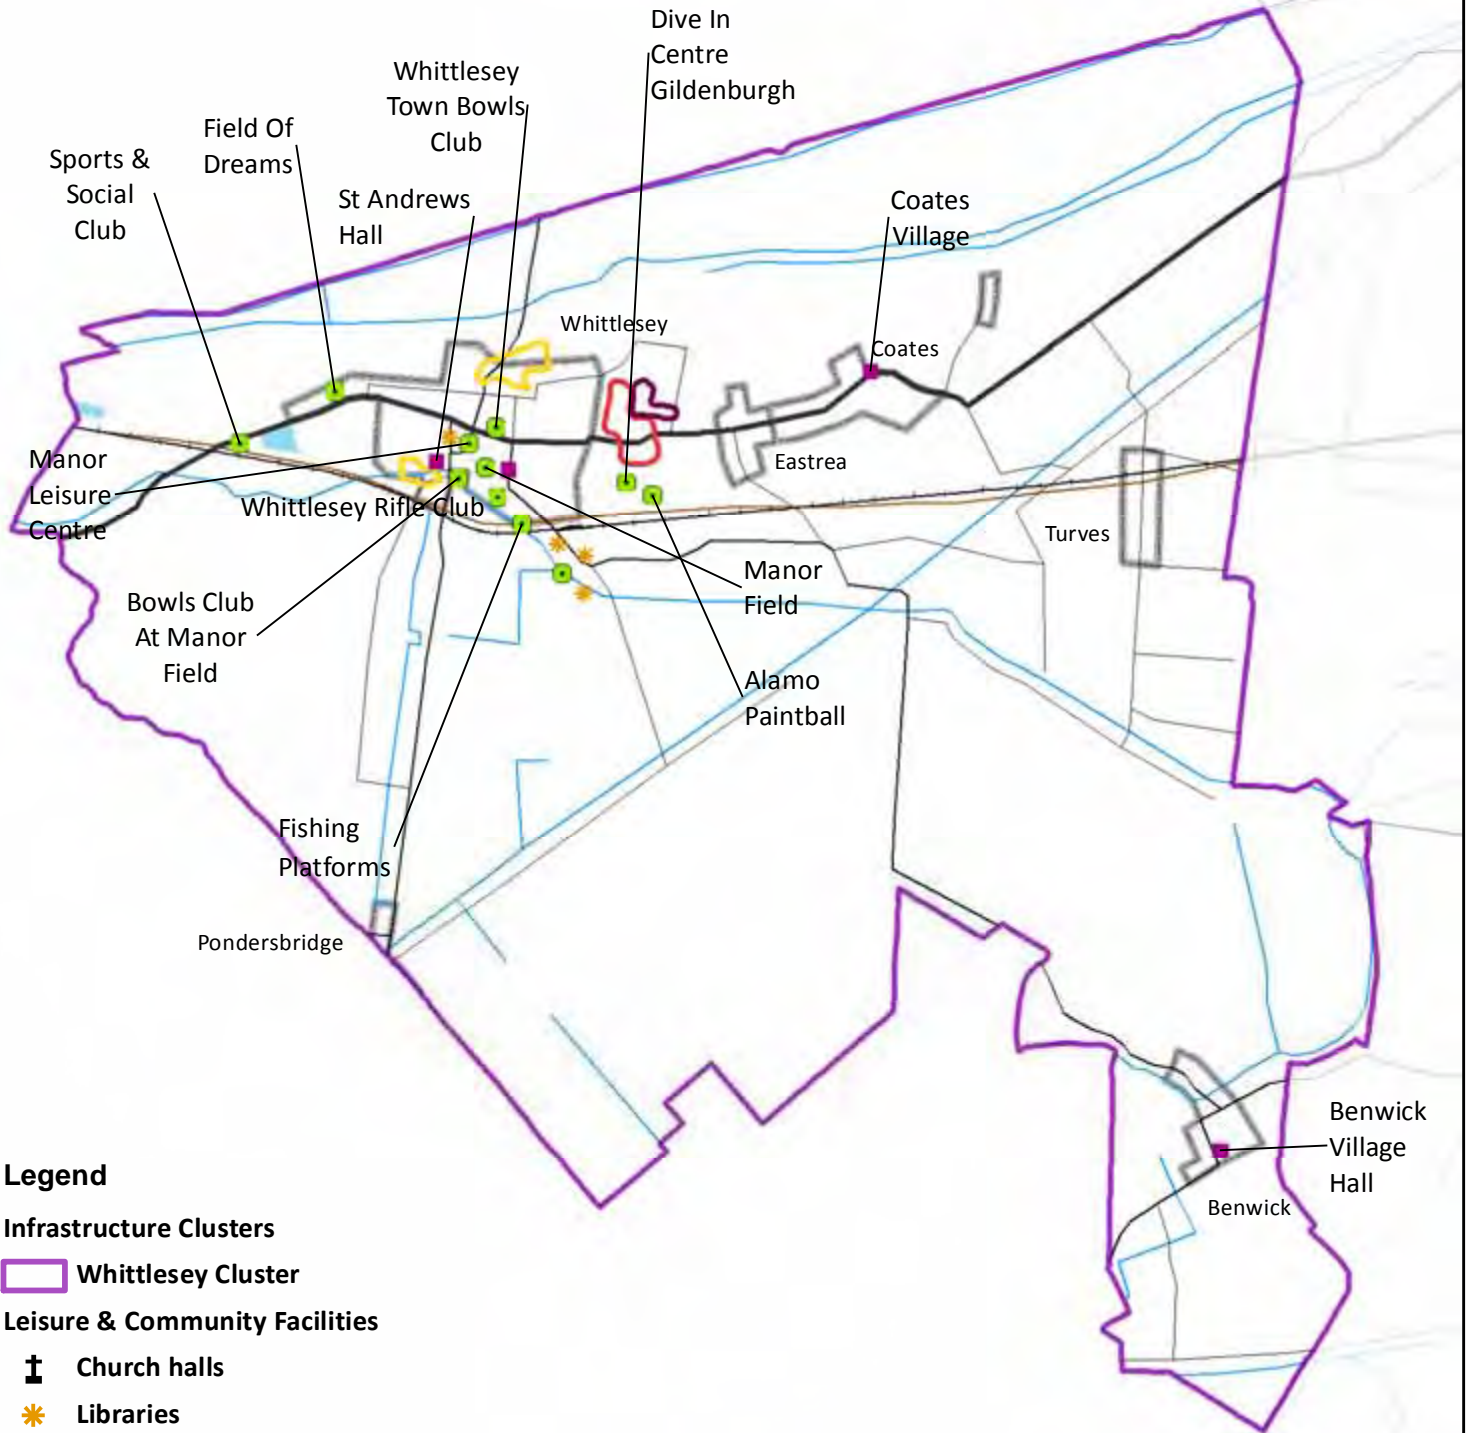 Dive In
Centre
Gildenburgh
Whittlesey
Town Bowls
Club
Field Of
Dreams
Sports &
Social
Club
St Andrews
Hall
Coates
Village
Whittlesey
Coates
Eastrea
Manor
Leisure
Centre
Whittlesey Rifle Club
Turves
Manor
Field
Bowls Club
At Manor
Field
Alamo
Paintball
Fishing
Platforms
Pondersbridge
Benwick
Village
Hall
Benwick
Legend
Infrastructure Clusters
Whittlesey Cluster
Leisure & Community Facilities
Church halls
Libraries